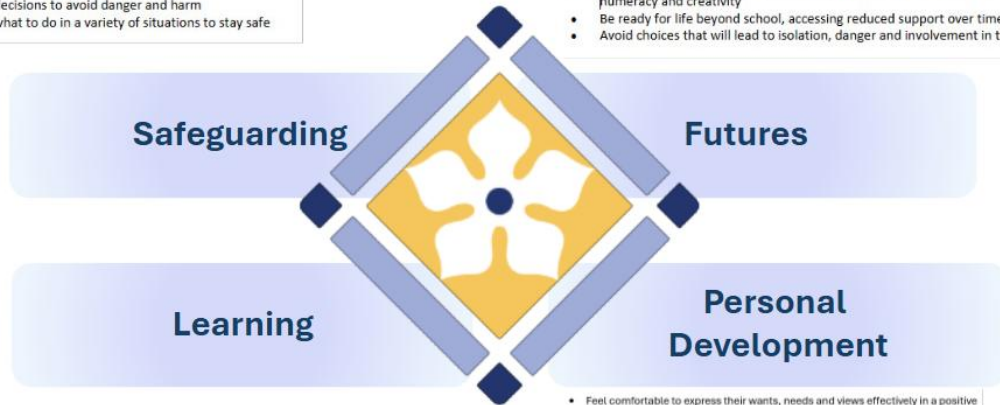 ecisions to avoid danger and harm
what to do in a variety of situations to stay safe
numeracy and creativity
• Be ready for life beyond school, accessing reduced support over time
• Avoid choices that will lead to isolation, danger and involvement in t
Safeguarding
Futures
Learning
Personal
Development
• Feel comfortable to express their wants, needs and views effectively in a positive